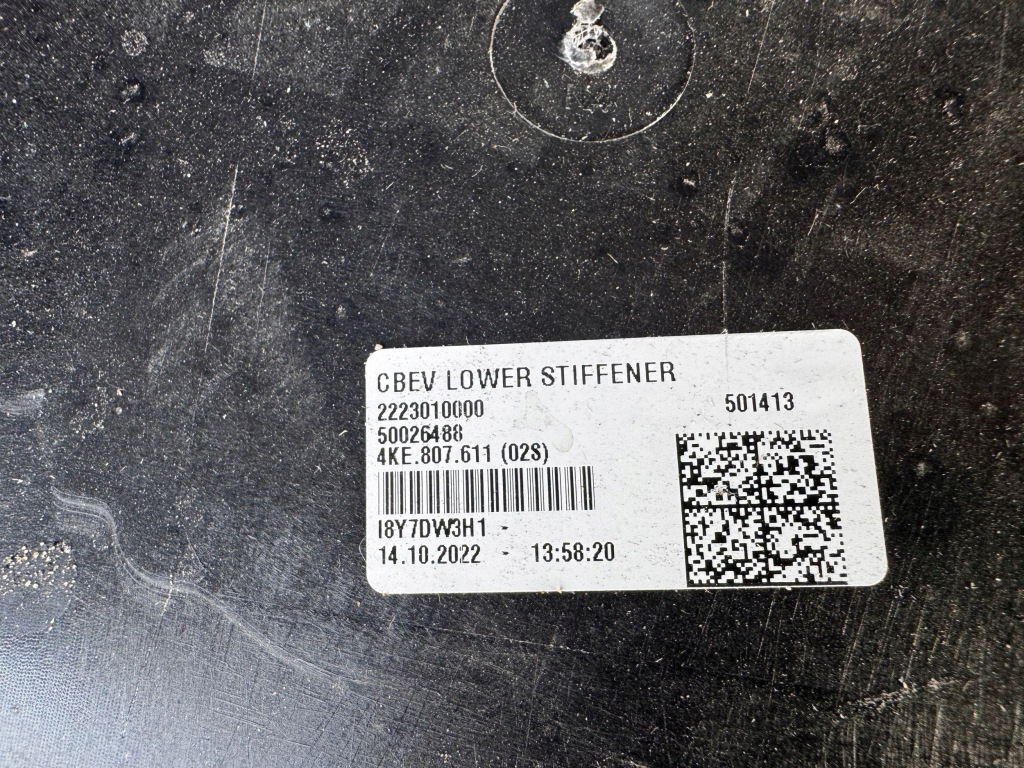 CBEV LOWER STIFFENER
2223010000
501413
50026488
4KE.807.611 (02S)
I8Y7DW3H1 -
14.10.2022 - 13:58:20